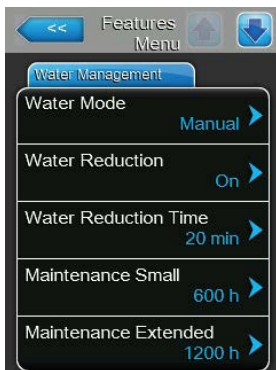 <<
Features
Menu
Water Management
Water Mode
Manual
Water Reduction
On
Water Reduction Time
20 min
Maintenance Small
600 h
Maintenance Extended
1200 h